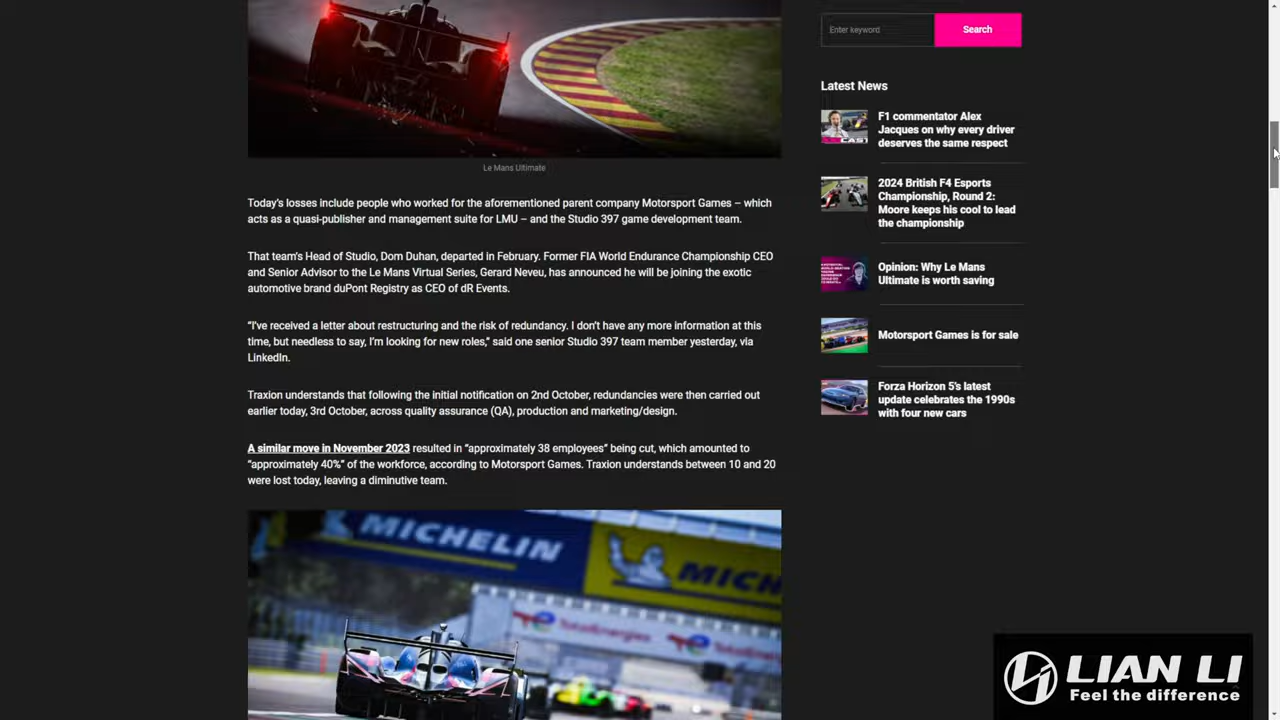 Enter keyword
Search
Latest News
F1 commentator Alex
Jacques on why every driver
deserves the same respect
2024 British F4 Esports
Championship, Round 2:
Moore keeps his cool to lead
the championship
Opinion: Why Le Mans
Ultimate is worth saving
Motorsport Games is for sale
Forza Horizon 5's latest
update celebrates the 1990s
with four new cars
Le Mans Ultimate
Today's losses include people who worked for the aforementioned parent company Motorsport Games – which
acts as a quasi-publisher and management suite for LMU – and the Studio 397 game development team.
That team's Head of Studio, Dom Duhan, departed in February. Former FIA World Endurance Championship CEO
and Senior Advisor to the Le Mans Virtual Series, Gerard Neveu, has announced he will be joining the exotic
automotive brand duPont Registry as CEO of dR Events.
“I've received a letter about restructuring and the risk of redundancy. I don't have any more information at this
time, but needless to say, I'm looking for new roles,” said one senior Studio 397 team member yesterday, via
LinkedIn.
Traxion understands that following the initial notification on 2nd October, redundancies were then carried out
earlier today, 3rd October, across quality assurance (QA), production and marketing/design.
A similar move in November 2023 resulted in “approximately 38 employees” being cut, which amounted to
“approximately 40%” of the workforce, according to Motorsport Games. Traxion understands between 10 and 20
were lost today, leaving a diminutive team.
MICHELIN
MICH
TotalEnergies
LIAN LI
Feel the difference